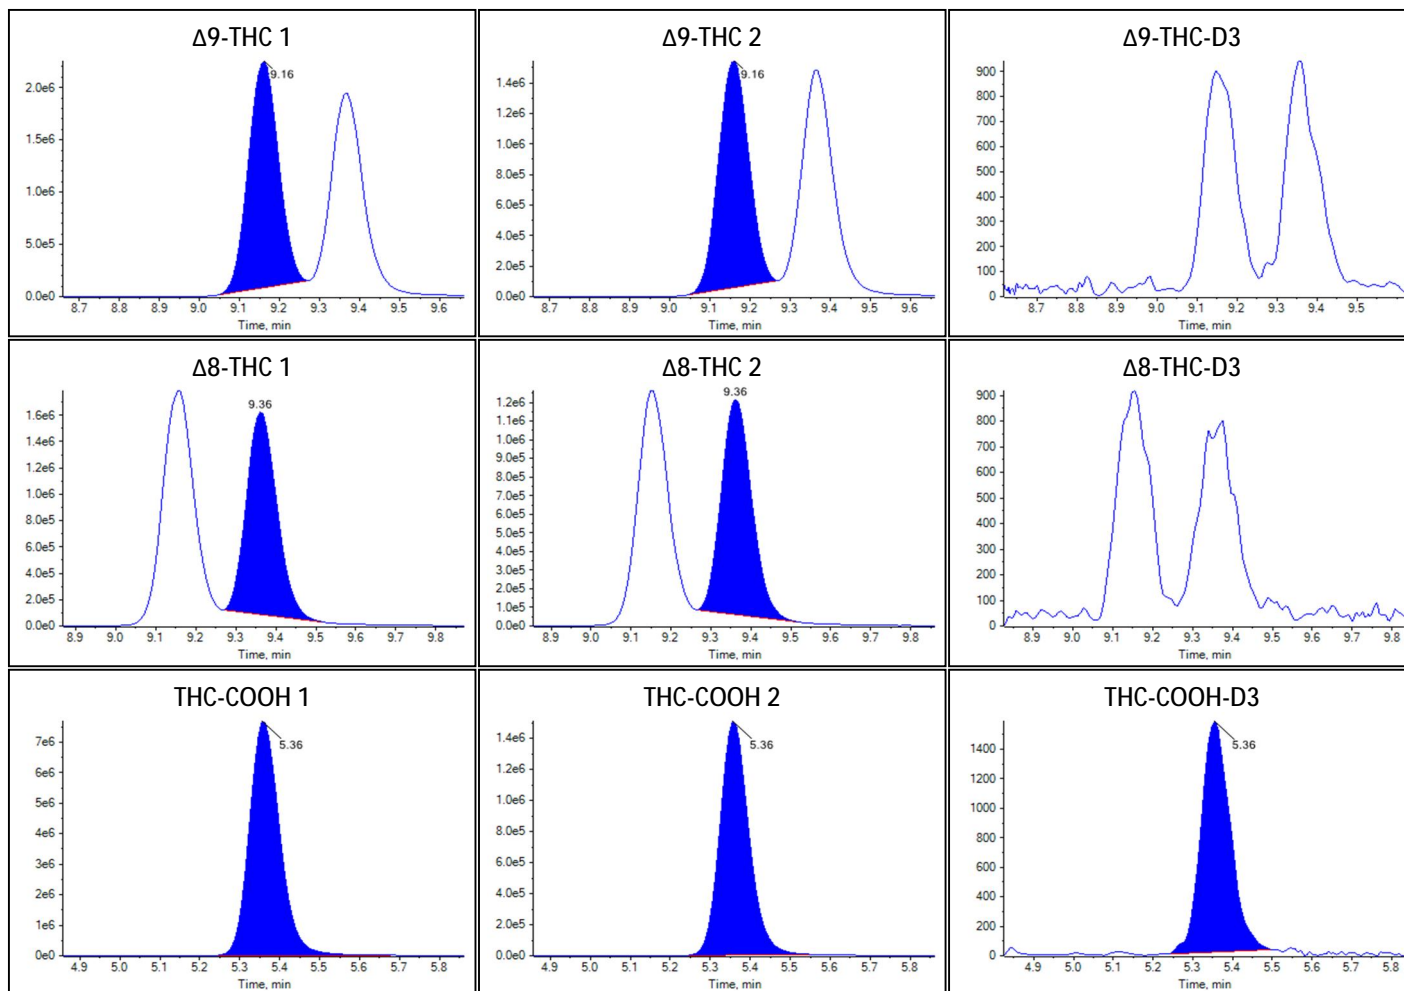 Δ9-THC 1
9.16
2.0e6
1.5e6
1.0e6
5.0e5
0.0e0
8.7 8.8 8.9 9.0 9.1 9.2 9.3 9.4 9.5 9.6
Time, min
Δ9-THC 2
9.16
1.4e6
1.2e6
1.0e6
8.0e5
6.0e5
4.0e5
2.0e5
0.0e0
8.7 8.8 8.9 9.0 9.1 9.2 9.3 9.4 9.5 9.6
Time, min
Δ9-THC-D3
900
800
700
600
500
400
300
200
100
0
8.7 8.8 8.9 9.0 9.1 9.2 9.3 9.4 9.5
Time, min
Δ8-THC 1
9.36
1.6e6
1.4e6
1.2e6
1.0e6
8.0e5
6.0e5
4.0e5
2.0e5
0.0e0
8.9 9.0 9.1 9.2 9.3 9.4 9.5 9.6 9.7 9.8
Time, min
Δ8-THC 2
9.36
1.2e6
1.1e6
1.0e6
9.0e5
8.0e5
7.0e5
6.0e5
5.0e5
4.0e5
3.0e5
2.0e5
1.0e5
0.0e0
8.9 9.0 9.1 9.2 9.3 9.4 9.5 9.6 9.7 9.8
Time, min
Δ8-THC-D3
900
800
700
600
500
400
300
200
100
0
8.9 9.0 9.1 9.2 9.3 9.4 9.5 9.6 9.7 9.8
Time, min
THC-COOH 1
5.36
7e6
6e6
5e6
4e6
3e6
2e6
1e6
0e0
4.9 5.0 5.1 5.2 5.3 5.4 5.5 5.6 5.7 5.8
Time, min
THC-COOH 2
5.36
1.4e6
1.2e6
1.0e6
8.0e5
6.0e5
4.0e5
2.0e5
0.0e0
4.9 5.0 5.1 5.2 5.3 5.4 5.5 5.6 5.7 5.8
Time, min
THC-COOH-D3
5.36
1400
1200
1000
800
600
400
200
0
4.9 5.0 5.1 5.2 5.3 5.4 5.5 5.6 5.7 5.8
Time, min